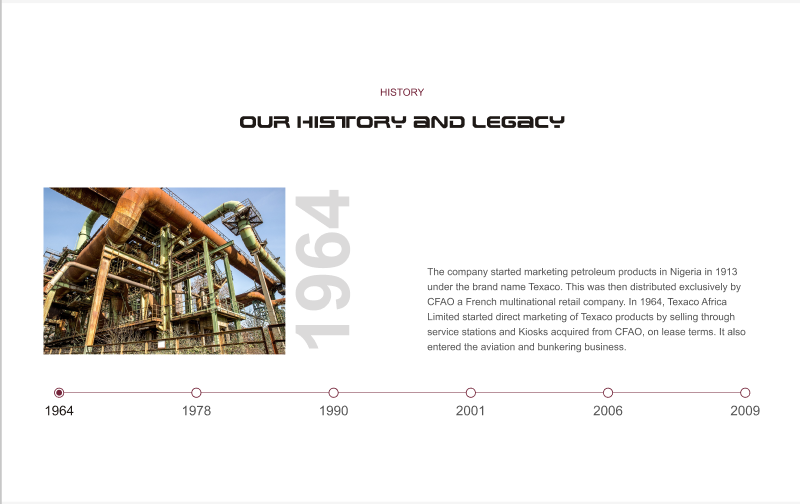 HISTORY
OUR HISTORY AND LEGACY
1964
The company started marketing petroleum products in Nigeria in 1913
under the brand name Texaco. This was then distributed exclusively by
CFAO a French multinational retail company. In 1964, Texaco Africa
Limited started direct marketing of Texaco products by selling through
service stations and Kiosks acquired from CFAO, on lease terms. It also
entered the aviation and bunkering business.
1964 1978 1990 2001 2006 2009